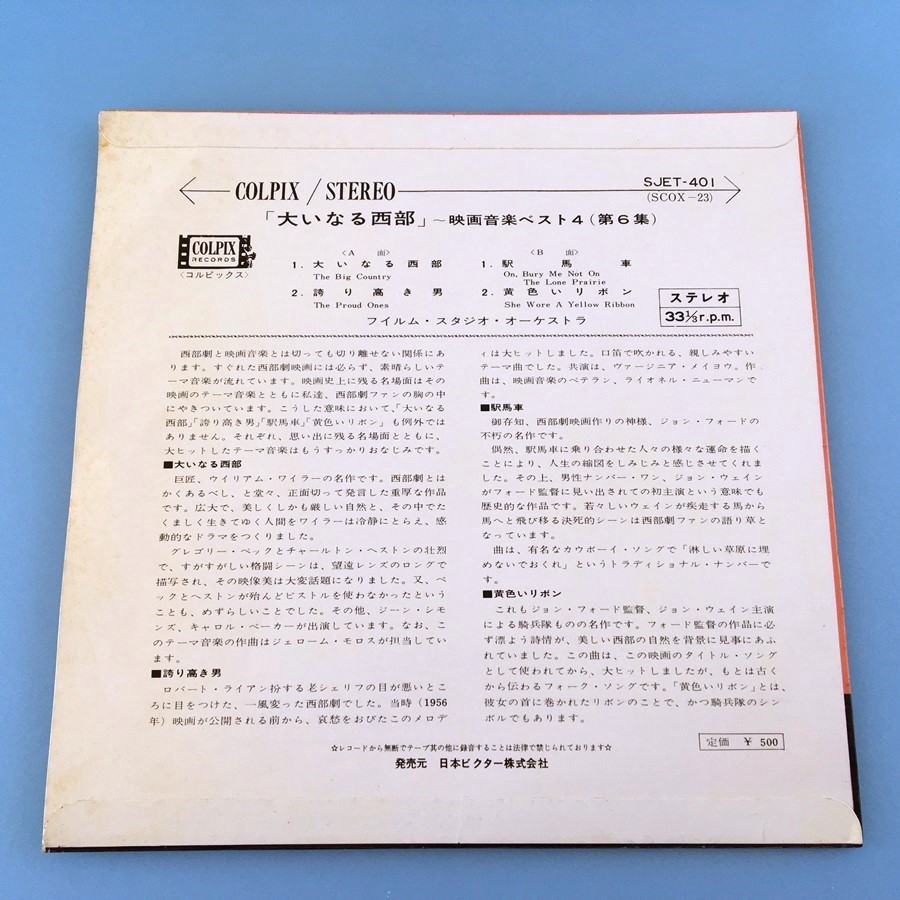 COLPIX / STEREO
SJET-401
(SCOX-23)
「大いなる西部」~映画音楽ベスト4(第6集)
COLPIX
RECORDS
〈コルピックス〉
〈A 面〉
1. 大いなる西部
The Big Country
2. 誇り高き男
The Proud Ones
〈B 面〉
1. 駅馬車
On, Bury Me Not On
The Lone Prairie
2. 黄色いリボン
She Wore A Yellow Ribbon
フイルム・スタジオ・オーケストラ
ステレオ
33⅓r.p.m.
西部劇と映画音楽とは切っても切り離せない関係にあ
ります。すぐれた西部劇映画には必らず、素晴らしいテ
ーマ音楽が流れています。映画史上に残る名場面はその
映画のテーマ音楽とともに私達、西部劇ファンの胸の中
にやきついています。こうした意味において、「大いなる
西部」「誇り高き男」「駅馬車」「黄色いリボン」も例外では
ありません。それぞれ、思い出に残る名場面とともに、
大ヒットしたテーマ音楽はもうすっかりおなじみです。
■大いなる西部
巨匠、ウイリアム・ワイラーの名作です。西部劇とは
かくあるべし、と堂々、正面切って発言した重厚な作品
です。広大で、美しくしかも厳しい自然と、その中でた
くましく生きてゆく人間をワイラーは冷静にとらえ、感
動的なドラマをつくりました。
グレゴリー・ペックとチャールトン・ヘストンの壮烈
で、すがすがしい格闘シーンは、望遠レンズのロングで
描写され、その映像美は大変話題になりました。又、ペ
ックとヘストンが殆んどピストルを使わなかったという
ことも、めずらしいことでした。その他、ジーン・シモ
ンズ、キャロル・ベーカーが出演しています。なお、こ
のテーマ音楽の作曲はジェローム・モロスが担当してい
ます。
■誇り高き男
ロバート・ライアン扮する老シェリフの目が悪いとこ
ろに目をつけた、一風変った西部劇でした。当時(1956
年)映画が公開される前から、哀愁をおびたこのメロデ
ィは大ヒットしました。口笛で吹かれる、親しみやすい
テーマ曲でした。共演は、ヴァージニア・メイヨウ。作
曲は、映画音楽のベテラン、ライオネル・ニューマンで
す。
■駅馬車
御存知、西部劇映画作りの神様、ジョン・フォードの
不朽の名作です。
偶然、駅馬車に乗り合わせた人々の様々な運命を描く
ことにより、人生の縮図をしみじみと感じさせてくれま
した。その上、男性ナンバー・ワン、ジョン・ウェイン
がフォード監督に見い出されての初主演という意味でも
歴史的な作品です。若々しいウェインが疾走する馬から
馬へと飛び移る決死的シーンは西部劇ファンの語り草と
なっています。
曲は、有名なカウボーイ・ソングで「淋しい草原に埋
めないでおくれ」というトラディショナル・ナンバーで
す。
■黄色いリボン
これもジョン・フォード監督、ジョン・ウェイン主演
による騎兵隊ものの名作です。フォード監督の作品に必
ず漂よう詩情が、美しい西部の自然を背景に見事にあふ
れていました。この曲は、この映画のタイトル・ソング
として使われてから、大ヒットしましたが、もとは古く
から伝わるフォーク・ソングです。「黄色いリボン」とは、
彼女の首に巻かれたリボンのことで、かつ騎兵隊のシン
ボルでもあります。
定価 ¥ 500
☆レコードから無断でテープ其の他に録音することは法律で禁じられております☆
発売元 日本ビクター株式会社